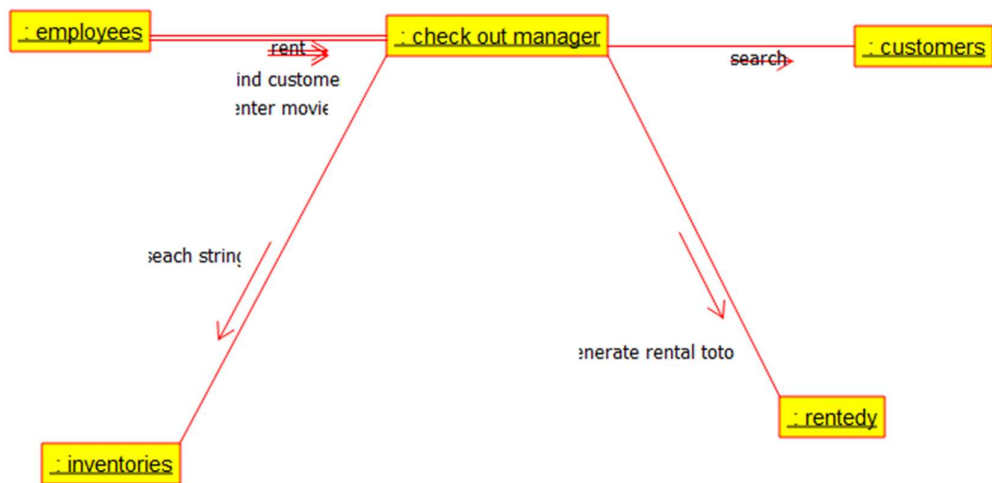 : employees
: check out manager
: customers
rent
search
ind custome
enter movie
seach string
enerate rental toto
: rentedy
: inventories